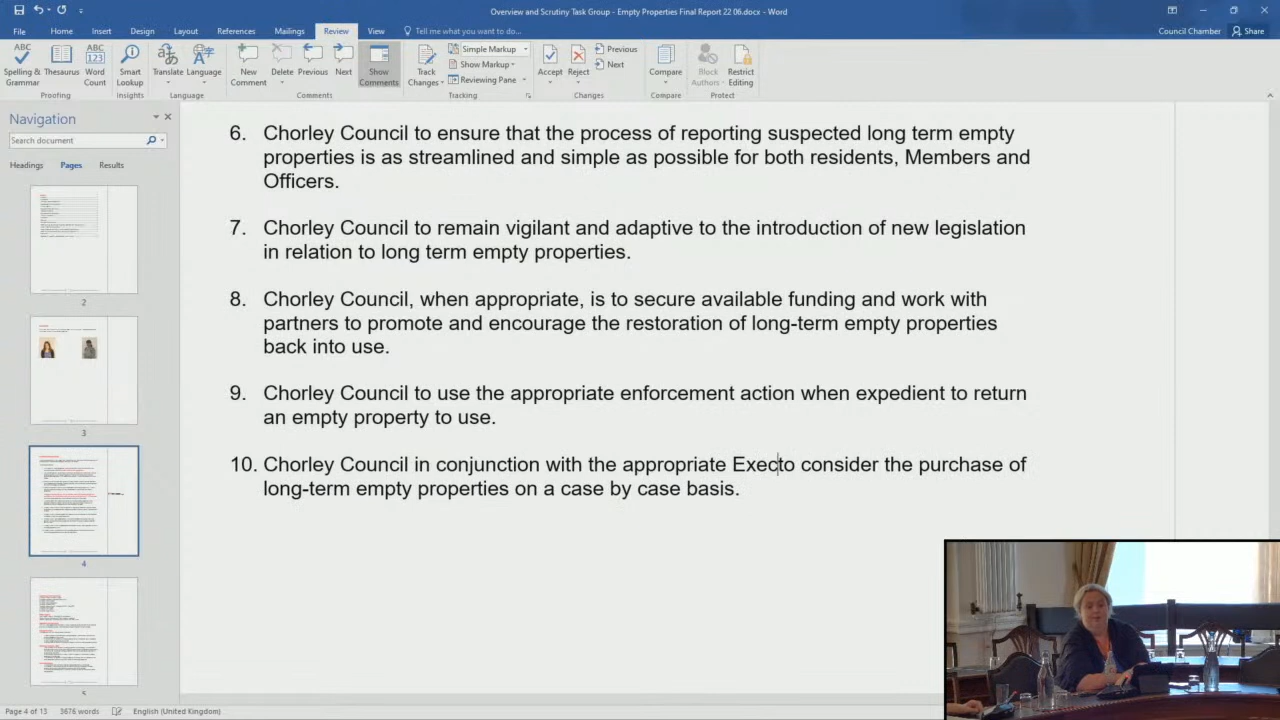 Overview and Scrutiny Task Group - Empty Properties Final Report 22 06.docx - Word
File Home Insert Design Layout References Mailings Review View Tell me what you want to do... Council Chamber Share
ABC ABC 123
Spelling & Grammar Thesaurus Word Count Smart Lookup Translate Language New Comment Delete Previous Next Show Comments Track Changes Simple Markup Show Markup Reviewing Pane Accept Reject Previous Next Compare Block Authors Restrict Editing
Proofing Insights Language Comments Tracking Changes Compare Protect
Navigation
Search document
Headings Pages Results
2
3
4
5
6. Chorley Council to ensure that the process of reporting suspected long term empty
properties is as streamlined and simple as possible for both residents, Members and
Officers.
7. Chorley Council to remain vigilant and adaptive to the introduction of new legislation
in relation to long term empty properties.
8. Chorley Council, when appropriate, is to secure available funding and work with
partners to promote and encourage the restoration of long-term empty properties
back into use.
9. Chorley Council to use the appropriate enforcement action when expedient to return
an empty property to use.
10. Chorley Council in conjunction with the appropriate Execto consider the purchase of
long-term empty properties on a case by case basis.
Page 4 of 13 3676 words English (United Kingdom)